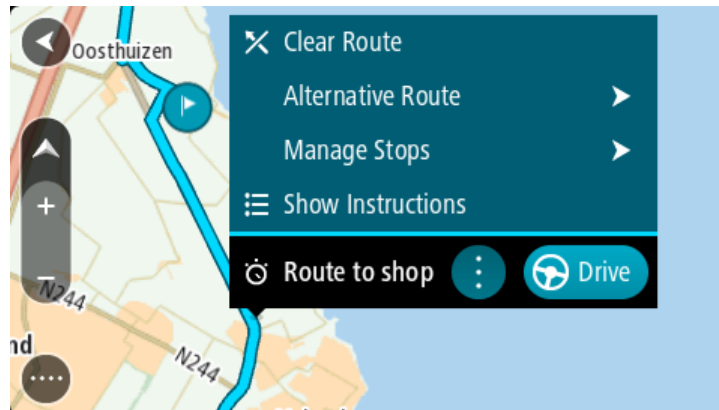 Oosthuizen
Clear Route
Alternative Route
Manage Stops
Show Instructions
Route to shop
Drive
N244
nd
N244